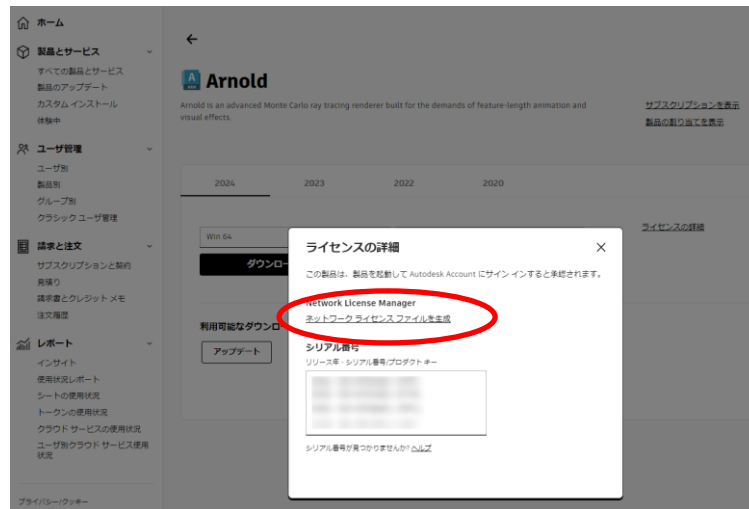 ホーム
製品とサービス
すべての製品とサービス
製品のアップデート
カスタム インストール
体験中
ユーザ管理
ユーザ別
製品別
グループ別
クラシック ユーザ管理
請求と注文
サブスクリプションと契約
見積り
請求書とクレジット メモ
注文履歴
レポート
インサイト
使用状況レポート
シートの使用状況
トークンの使用状況
クラウド サービスの使用状況
ユーザ別クラウド サービス使用
状況
プライバシー/クッキー
Arnold
Arnold is an advanced Monte Carlo ray tracing renderer built for the demands of feature-length animation and
visual effects.
サブスクリプションを表示
製品の割り当てを表示
2024 2023 2022 2020
Win 64
ダウンロー
ライセンスの詳細
利用可能なダウンロ
アップデート
ライセンスの詳細
この製品は、製品を起動して Autodesk Account にサイン インすると承認されます。
Network License Manager
ネットワーク ライセンス ファイルを生成
シリアル番号
リリース年 - シリアル番号/プロダクト キー
シリアル番号が見つかりませんか? ヘルプ